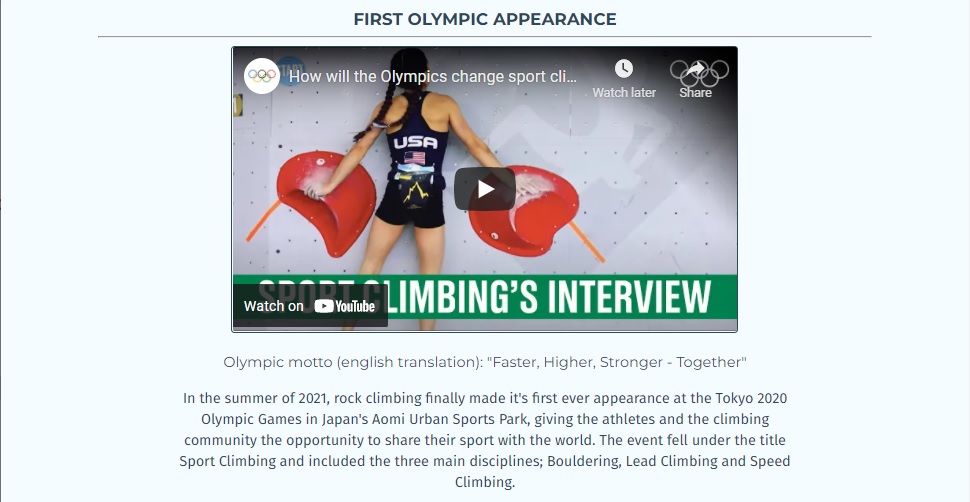 FIRST OLYMPIC APPEARANCE
START
How will the Olympics change sport cli...
Watch later
Share
USA
SPORT CLIMBING'S INTERVIEW
Watch on YouTube
Olympic motto (english translation): "Faster, Higher, Stronger - Together"
In the summer of 2021, rock climbing finally made it's first ever appearance at the Tokyo 2020
Olympic Games in Japan's Aomi Urban Sports Park, giving the athletes and the climbing
community the opportunity to share their sport with the world. The event fell under the title
Sport Climbing and included the three main disciplines; Bouldering, Lead Climbing and Speed
Climbing.